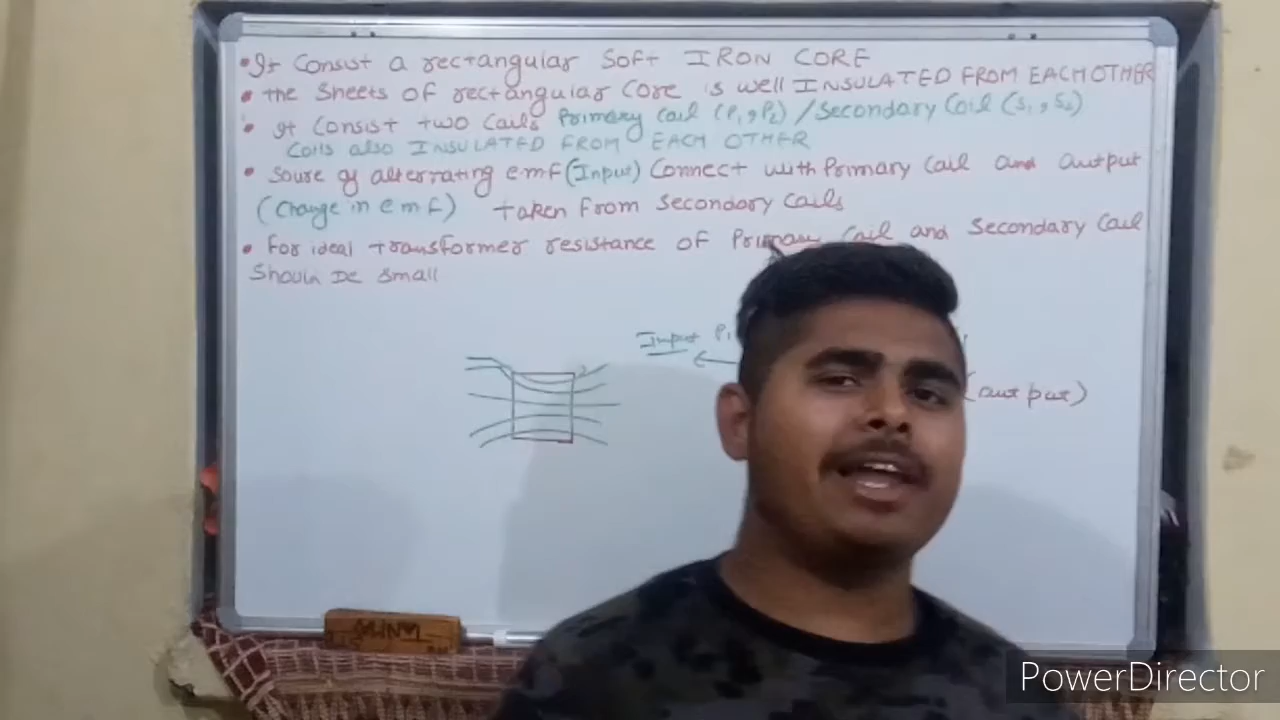 • It Consist a rectangular Soft IRON CORE
• the Sheets of rectangular Core is well INSULATED FROM EACH OTHER
• It Consist two Coils Primary Coil (P1, P2) / Secondary Coil (S1, S2)
Coils also INSULATED FROM EACH OTHER
• Soure of alternating emf (Input) Connect with Primary Coil and Output
(Change in emf) taken from Secondary Coils
• For ideal transformer resistance of Primary Coil and Secondary Coil
Should be Small
Input P1
(Output)
PowerDirector